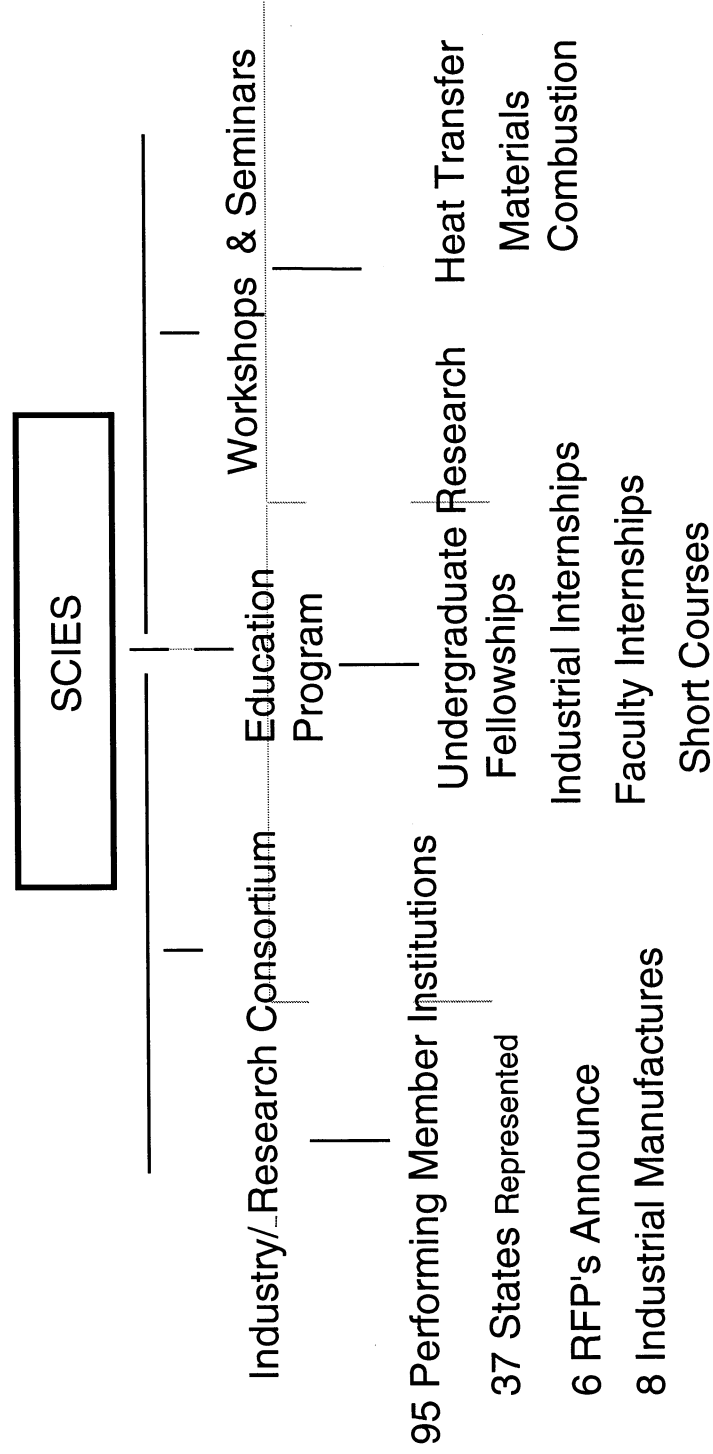 SCIES
Industry/ Research Consortium
95 Performing Member Institutions
37 States Represented
6 RFP's Announce
8 Industrial Manufactures
Education
Program
Undergraduate Research
Fellowships
Industrial Internships
Faculty Internships
Short Courses
Workshops & Seminars
Heat Transfer
Materials
Combustion